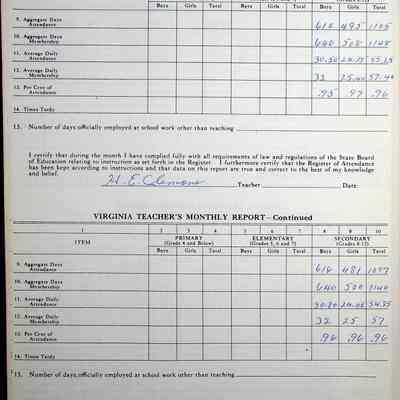 Boys Girls Total Boys Girls Total Boys Girls Total
9. Aggregate Days Attendance 612 495 1105
10. Aggregate Days Membership 640 508 1148
11. Average Daily Attendance 30.50
12. Average Daily Membership 32 25.40 57.40
13. Per Cent of Attendance .95 .97 .96
14. Times Tardy
15. Number of days officially employed at school work other than teaching
I certify that during the month I have complied fully with all requirements of law and regulations of the State Board
of Education relating to instruction as set forth in the Register. I furthermore certify that the Register of Attendance
has been kept according to instructions and that data on this report are true and correct to the best of my knowledge
and belief.
H. E. Clemons Teacher Date.
VIRGINIA TEACHER'S MONTHLY REPORT—Continued
1 2 3 4 5 6 7 8 9 10
ITEM PRIMARY (Grade 4 and Below) ELEMENTARY (Grades 5, 6 and 7) SECONDARY (Grades 8-12)
Boys Girls Total Boys Girls Total Boys Girls Total
9. Aggregate Days Attendance 616 481 1097
10. Aggregate Days Membership 640 500 1140
11. Average Daily Attendance 30.80 24.05
12. Average Daily Membership 32 25 57
13. Per Cent of Attendance .96 .96 .96
14. Times Tardy
15. Number of days officially employed at school work other than teaching